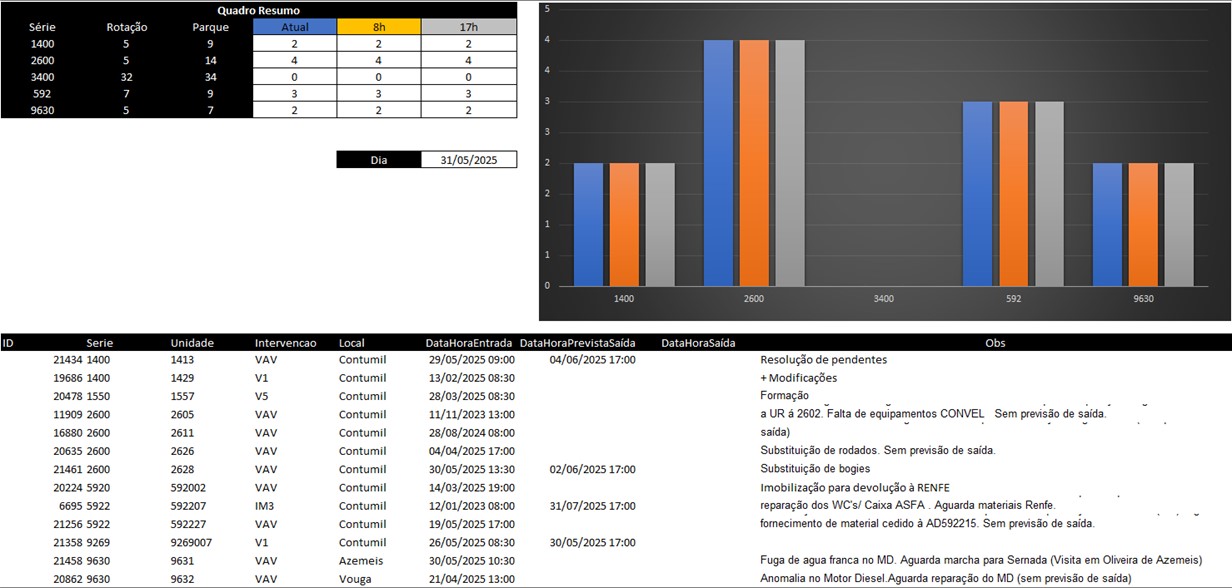 Quadro Resumo
Série Rotação Parque Atual 8h 17h
1400 5 9 2 2 2
2600 5 14 4 4 4
3400 32 34 0 0 0
592 7 9 3 3 3
9630 5 7 2 2 2
Dia 31/05/2025
5
4
4
3
3
2
2
1
1
0
1400 2600 3400 592 9630
ID Serie Unidade Intervencao Local DataHoraEntrada DataHoraPrevistaSaída DataHoraSaída Obs
21434 1400 1413 VAV Contumil 29/05/2025 09:00 04/06/2025 17:00 Resolução de pendentes
19686 1400 1429 V1 Contumil 13/02/2025 08:30 + Modificações
20478 1550 1557 V5 Contumil 28/03/2025 08:30 Formação
11909 2600 2605 VAV Contumil 11/11/2023 13:00 a UR á 2602. Falta de equipamentos CONVEL Sem previsão de saída.
16880 2600 2611 VAV Contumil 28/08/2024 08:00 saída)
20635 2600 2626 VAV Contumil 04/04/2025 17:00 Substituição de rodados. Sem previsão de saída.
21461 2600 2628 VAV Contumil 30/05/2025 13:30 02/06/2025 17:00 Substituição de bogies
20224 5920 592002 VAV Contumil 14/03/2025 19:00 Imobilização para devolução à RENFE
6695 5922 592207 IM3 Contumil 12/01/2023 08:00 31/07/2025 17:00 reparação dos WC's/ Caixa ASFA . Aguarda materiais Renfe.
21256 5922 592227 VAV Contumil 19/05/2025 17:00 fornecimento de material cedido à AD592215. Sem previsão de saída.
21358 9269 9269007 V1 Contumil 26/05/2025 08:30 30/05/2025 17:00
21458 9630 9631 VAV Azemeis 30/05/2025 10:30 Fuga de agua franca no MD. Aguarda marcha para Sernada (Visita em Oliveira de Azemeis)
20862 9630 9632 VAV Vouga 21/04/2025 13:00 Anomalia no Motor Diesel.Aguarda reparação do MD (sem previsão de saída)